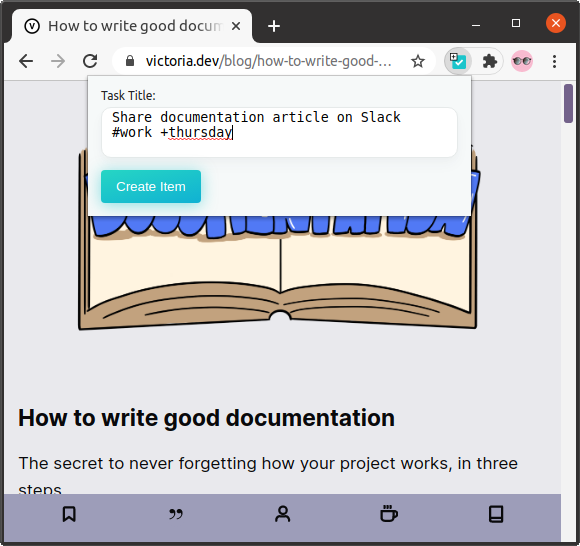 How to write good docum
victoria.dev/blog/how-to-write-good-...
Task Title:
Share documentation article on Slack
#work +thursday
Create Item
How to write good documentation
The secret to never forgetting how your project works, in three
steps